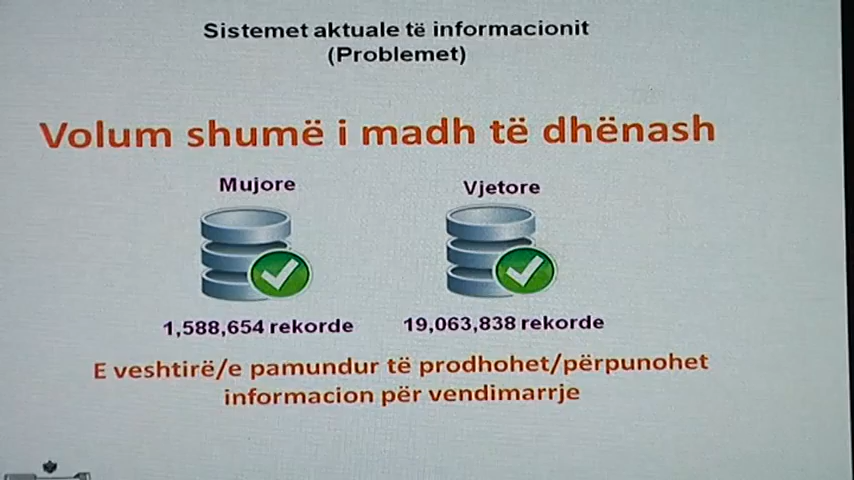 Sistemet aktuale të informacionit
(Problemet)
Volum shumë i madh të dhënash
Mujore
Vjetore
1,588,654 rekorde
19,063,838 rekorde
E veshtirë/e pamundur të prodhohet/përpunohet
informacion për vendimarrje